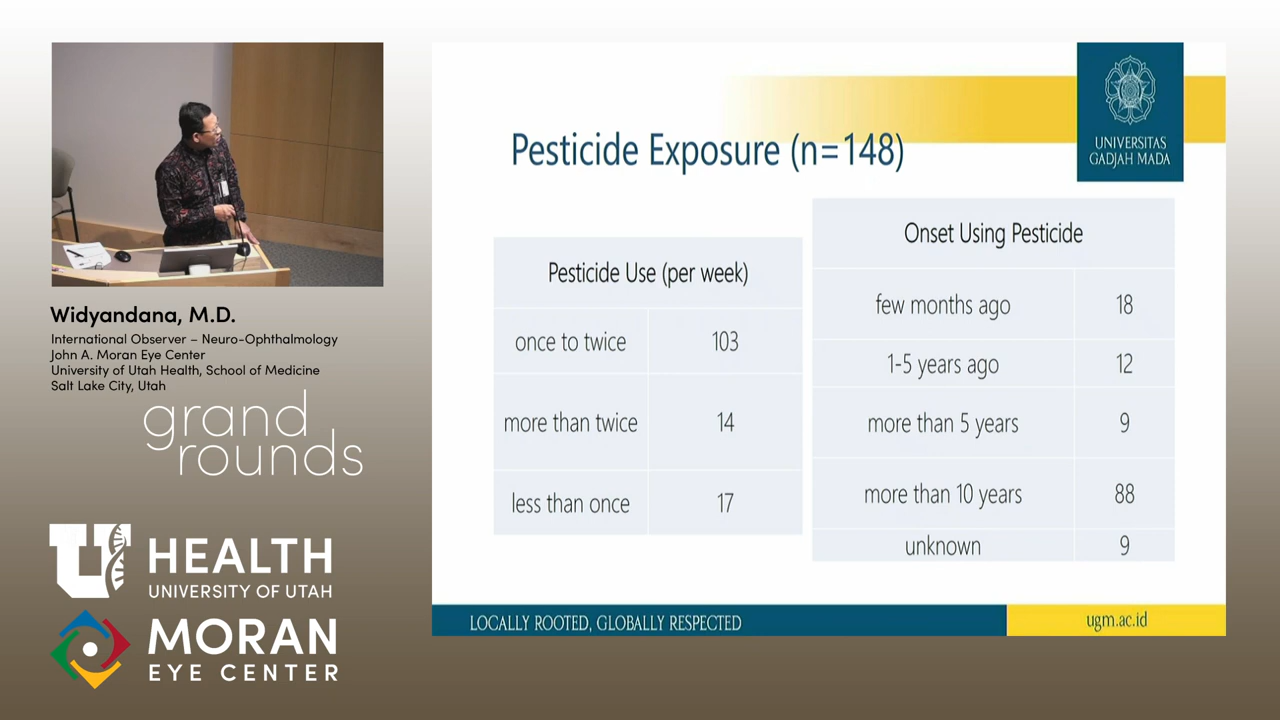 Widyandana, M.D.
International Observer – Neuro-Ophthalmology
John A. Moran Eye Center
University of Utah Health, School of Medicine
Salt Lake City, Utah
grand
rounds
U
HEALTH
UNIVERSITY OF UTAH
MORAN
EYE CENTER
UNIVERSITAS
GADJAH MADA
Pesticide Exposure (n=148)
Pesticide Use (per week)
once to twice 103
more than twice 14
less than once 17
Onset Using Pesticide
few months ago 18
1-5 years ago 12
more than 5 years 9
more than 10 years 88
unknown 9
LOCALLY ROOTED, GLOBALLY RESPECTED
ugm.ac.id